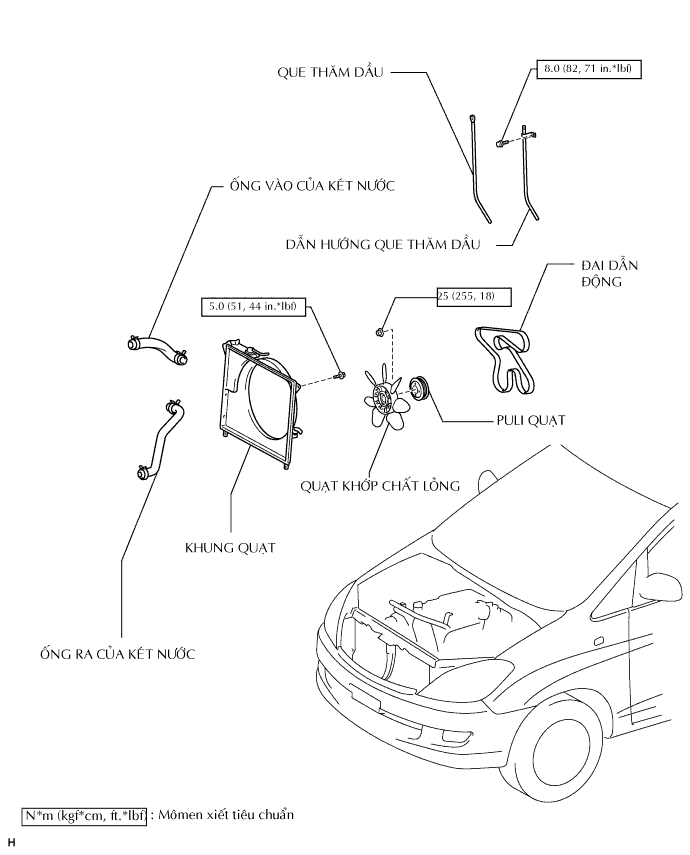 QUE THĂM DẦU
8.0 (82, 71 in.*lbf)
ỐNG VÀO CỦA KÉT NƯỚC
DẪN HƯỚNG QUE THĂM DẦU
ĐAI DẪN
ĐỘNG
5.0 (51, 44 in.*lbf)
25 (255, 18)
PULI QUẠT
QUẠT KHỚP CHẤT LỎNG
KHUNG QUẠT
ỐNG RA CỦA KÉT NƯỚC
N*m (kgf*cm, ft.*lbf) : Mômen xiết tiêu chuẩn
H